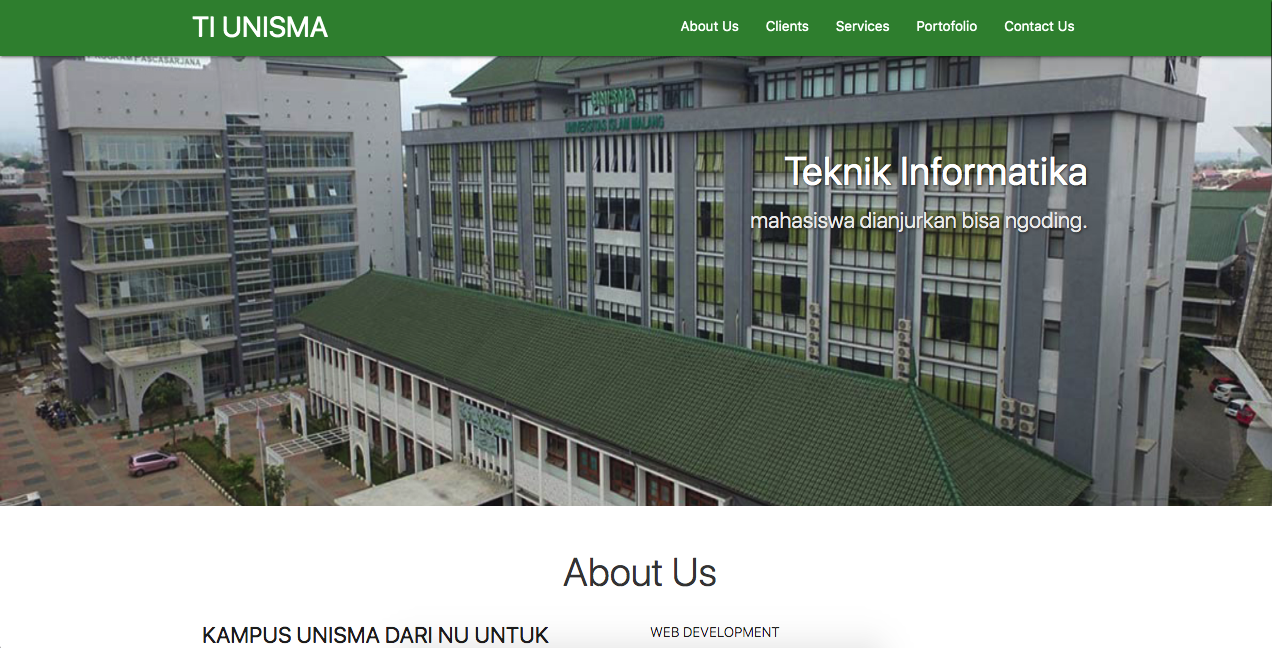 TI UNISMA
About Us
Clients
Services
Portofolio
Contact Us
PROGRAM PASCASARJANA
UNISMA
UNIVERSITAS ISLAM MALANG
Teknik Informatika
mahasiswa dianjurkan bisa ngoding.
About Us
KAMPUS UNISMA DARI NU UNTUK
WEB DEVELOPMENT